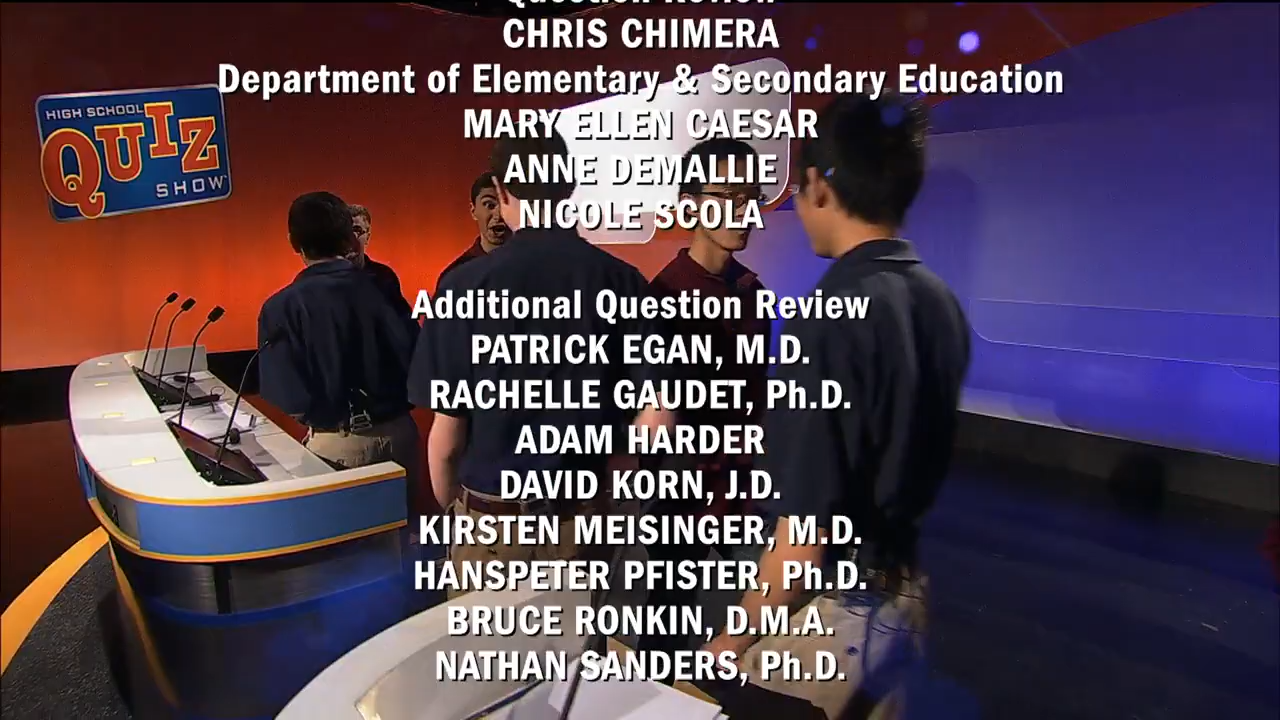 Question Review
CHRIS CHIMERA
Department of Elementary & Secondary Education
MARY ELLEN CAESAR
ANNE DEMALLIE
NICOLE SCOLA
HIGH SCHOOL
QUIZ
SHOW
Additional Question Review
PATRICK EGAN, M.D.
RACHELLE GAUDET, Ph.D.
ADAM HARDER
DAVID KORN, J.D.
KIRSTEN MEISINGER, M.D.
HANSPETER PFISTER, Ph.D.
BRUCE RONKIN, D.M.A.
NATHAN SANDERS, Ph.D.